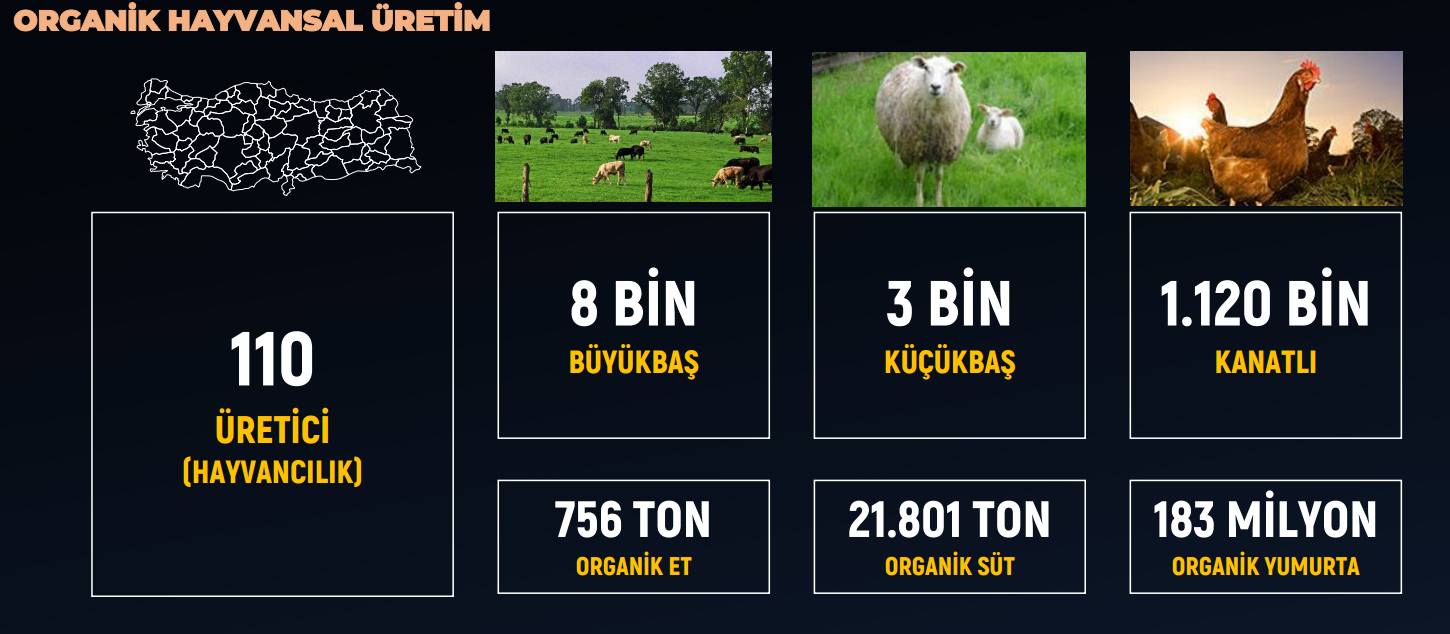 ORGANİK HAYVANSAL ÜRETİM
110
ÜRETİCİ
(HAYVANCILIK)
8 BİN
BÜYÜKBAŞ
3 BİN
KÜÇÜKBAŞ
1.120 BİN
KANATLI
756 TON
ORGANİK ET
21.801 TON
ORGANİK SÜT
183 MİLYON
ORGANİK YUMURTA